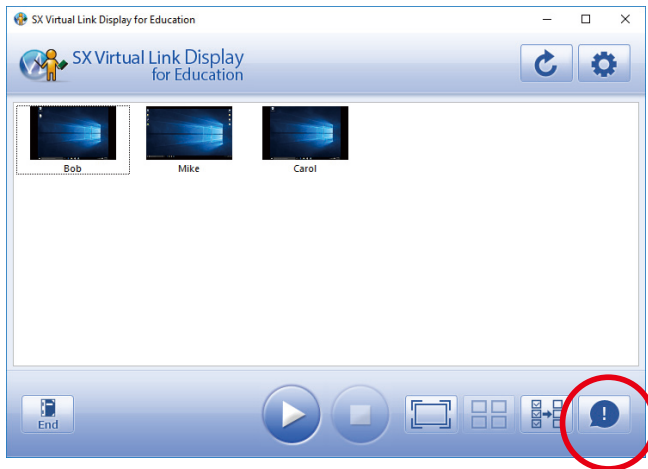 SX Virtual Link Display for Education
SX Virtual Link Display
for Education
Bob
Mike
Carol
End